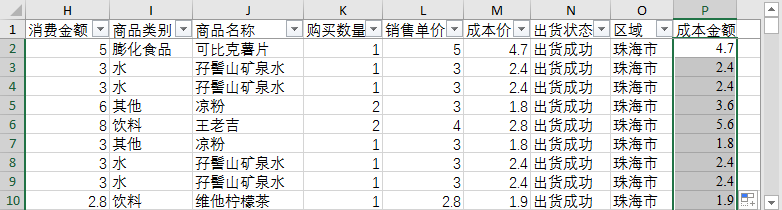 H I J K L M N O P
1 消费金额 商品类别 商品名称 购买数量 销售单价 成本价 出货状态 区域 成本金额
2 5 膨化食品 可比克薯片 1 5 4.7 出货成功 珠海市 4.7
3 3 水 孖髻山矿泉水 1 3 2.4 出货成功 珠海市 2.4
4 3 水 孖髻山矿泉水 1 3 2.4 出货成功 珠海市 2.4
5 6 其他 凉粉 2 3 1.8 出货成功 珠海市 3.6
6 8 饮料 王老吉 2 4 2.8 出货成功 珠海市 5.6
7 3 其他 凉粉 1 3 1.8 出货成功 珠海市 1.8
8 3 水 孖髻山矿泉水 1 3 2.4 出货成功 珠海市 2.4
9 3 水 孖髻山矿泉水 1 3 2.4 出货成功 珠海市 2.4
10 2.8 饮料 维他柠檬茶 1 2.8 1.9 出货成功 珠海市 1.9